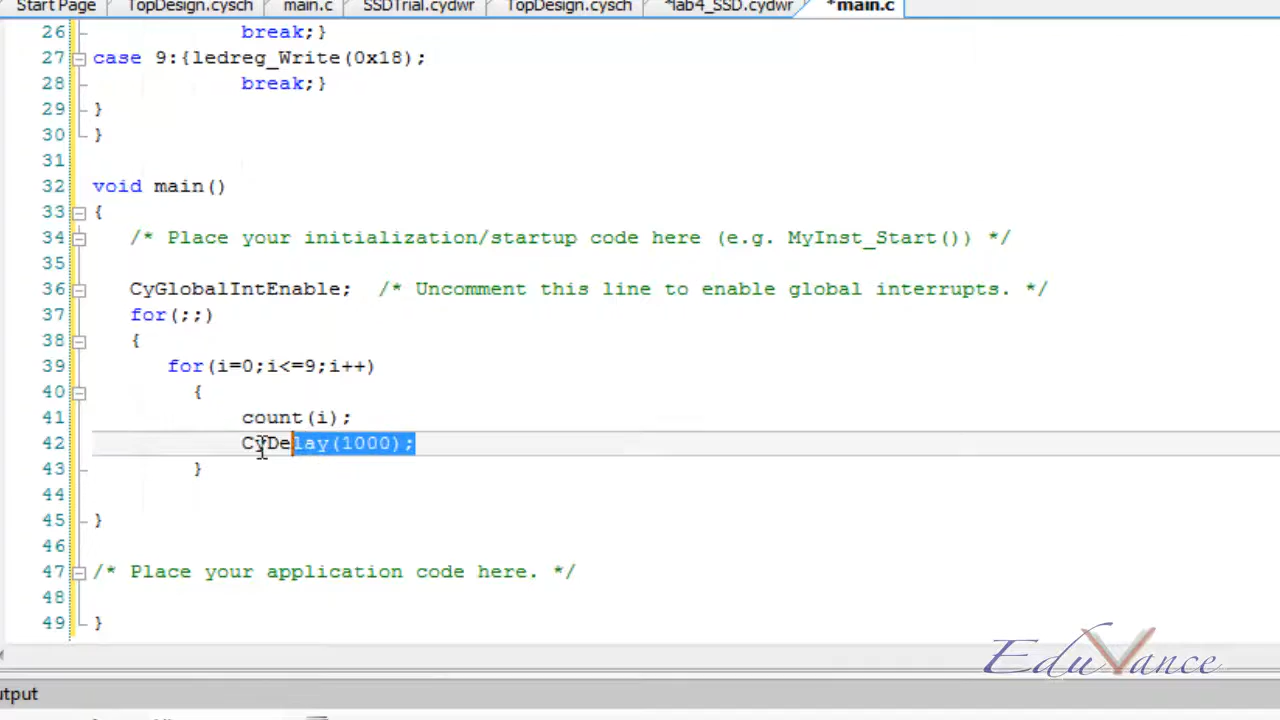 Start Page TopDesign.cysch main.c SSDTrial.cydwr TopDesign.cysch *lab4_SSD.cydwr *main.c
26 break;}
27 case 9:{ledreg_Write(0x18);
28 break;}
29 }
30 }
31
32 void main()
33 {
34 /* Place your initialization/startup code here (e.g. MyInst_Start()) */
35
36 CyGlobalIntEnable; /* Uncomment this line to enable global interrupts. */
37 for(;;)
38 {
39 for(i=0;i<=9;i++)
40 {
41 count(i);
42 CyDelay(1000);
43 }
44
45 }
46
47 /* Place your application code here. */
48
49 }
EduVance
utput